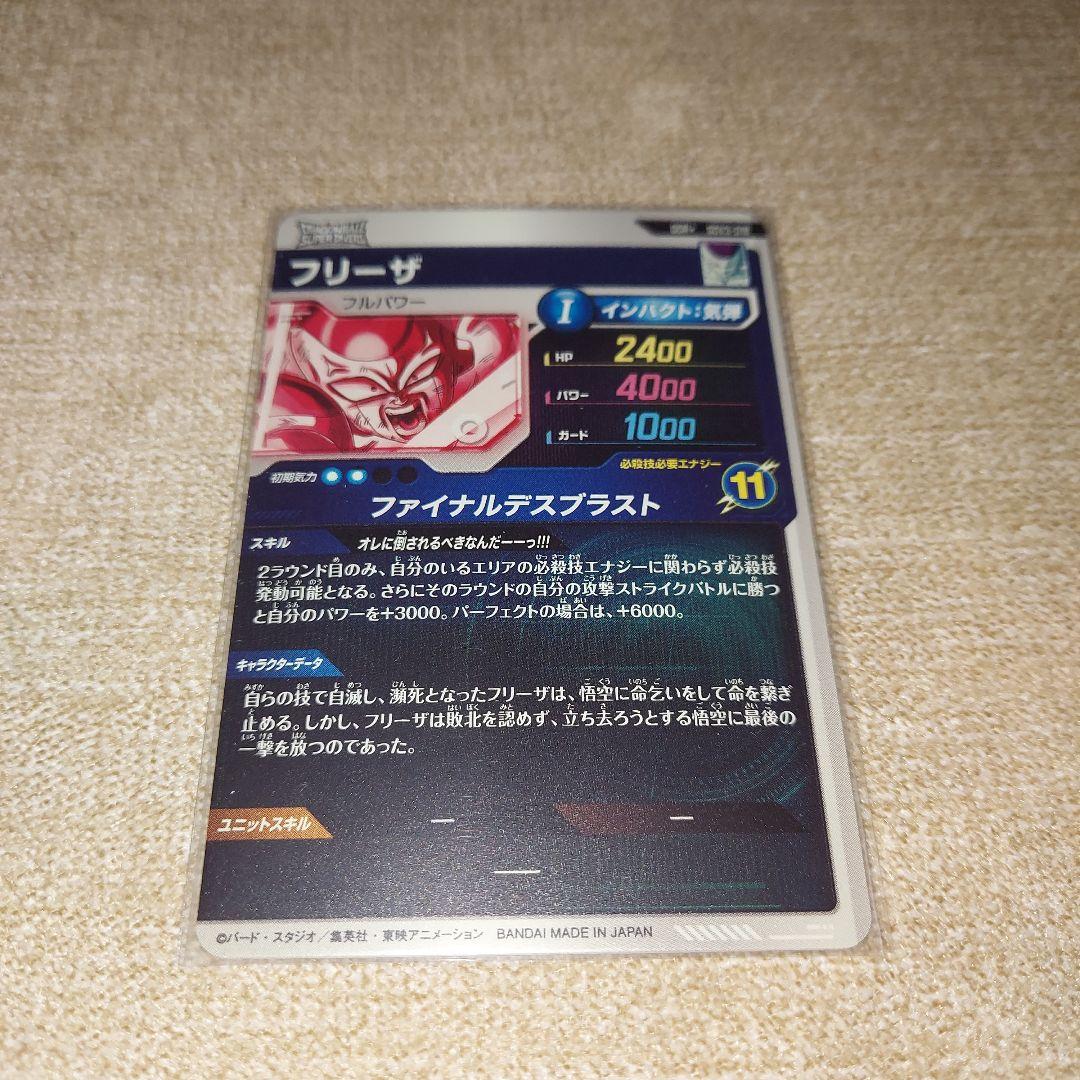 DRAGONBALL
SUPER DIVERS
フリーザ
フルパワー
I インパクト:気弾
HP 2400
パワー 4000
ガード 1000
初期気力
必殺技必要エナジー
11
ファイナルデスブラスト
スキル オレに倒されるべきなんだーーっ!!!
2ラウンド目のみ、自分のいるエリアの必殺技エナジーに関わらず必殺技
発動可能となる。さらにそのラウンドの自分の攻撃ストライクバトルに勝つ
と自分のパワーを+3000。パーフェクトの場合は、+6000。
キャラクターデータ
自らの技で自滅し、瀕死となったフリーザは、悟空に命乞いをして命を繋ぎ
止める。しかし、フリーザは敗北を認めず、立ち去ろうとする悟空に最後の
一撃を放つのであった。
ユニットスキル ー ー
ー
©バード・スタジオ/集英社・東映アニメーション BANDAI MADE IN JAPAN